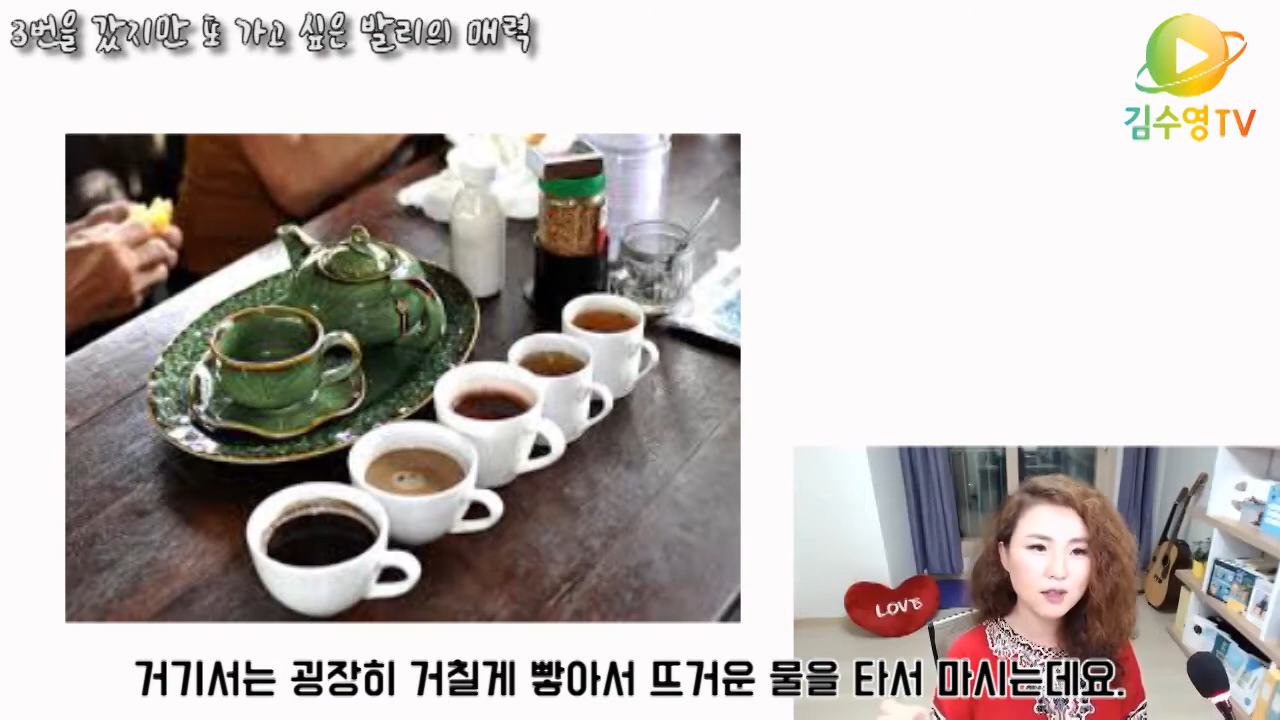 3번을 갔지만 또 가고 싶은 발리의 매력
김수영TV
LOVE
거기서는 굉장히 거칠게 빻아서 뜨거운 물을 타서 마시는데요.